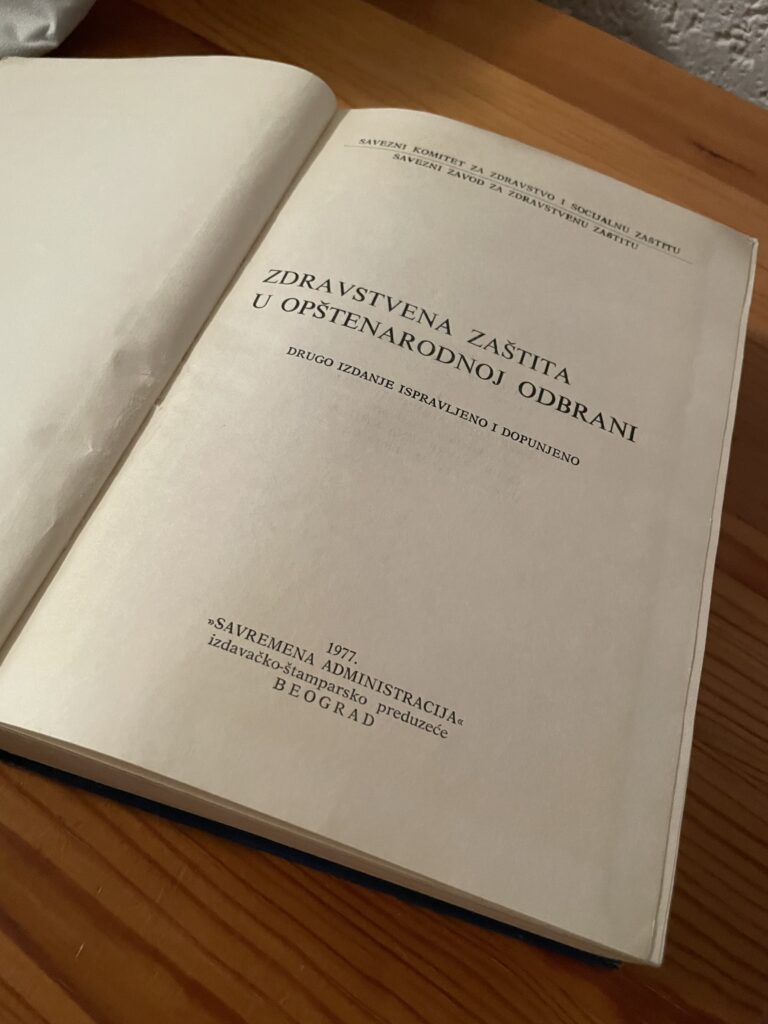 SAVEZNI KOMITET ZA ZDRAVSTVO I SOCIJALNU ZAŠTITU
SAVEZNI ZAVOD ZA ZDRAVSTVENU ZAŠTITU
ZDRAVSTVENA ZAŠTITA
U OPŠTENARODNOJ ODBRANI
DRUGO IZDANJE ISPRAVLJENO I DOPUNJENO
1977.
»SAVREMENA ADMINISTRACIJA«
izdavačko-štamparsko preduzeće
BEOGRAD